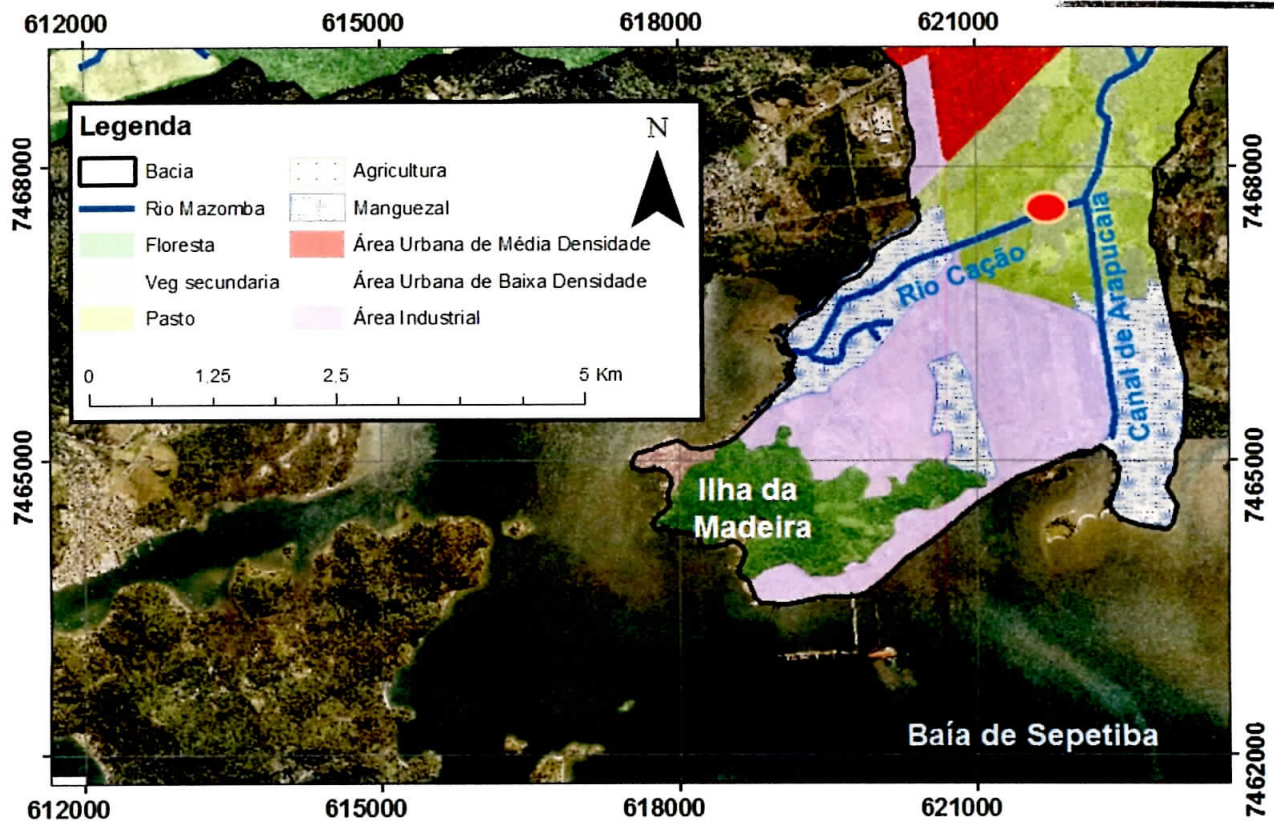 612000 615000 618000 621000
Legenda
N
Bacia
Agricultura
Rio Mazomba
Manguezal
Floresta
Área Urbana de Média Densidade
Veg secundaria
Área Urbana de Baixa Densidade
Pasto
Área Industrial
0 1,25 2,5 5 Km
7468000
7468000
Rio Cação
Canal de Arapucaia
7465000
7465000
Ilha da
Madeira
Baía de Sepetiba
7462000
612000 615000 618000 621000